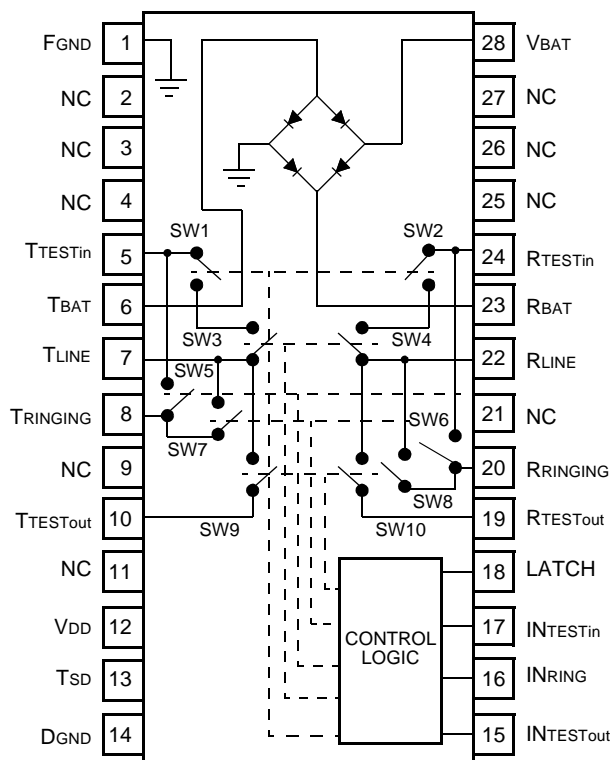 FGND 1
NC 2
NC 3
NC 4
TTESTin 5
TBAT 6
TLINE 7
TRINGING 8
NC 9
TTESTout 10
NC 11
VDD 12
TSD 13
DGND 14
28 VBAT
27 NC
26 NC
25 NC
24 RTESTin
23 RBAT
22 RLINE
21 NC
20 RRINGING
19 RTESTout
18 LATCH
17 INTESTin
16 INRING
15 INTESTout
SW1
SW2
SW3
SW4
SW5
SW6
SW7
SW8
SW9
SW10
CONTROL
LOGIC